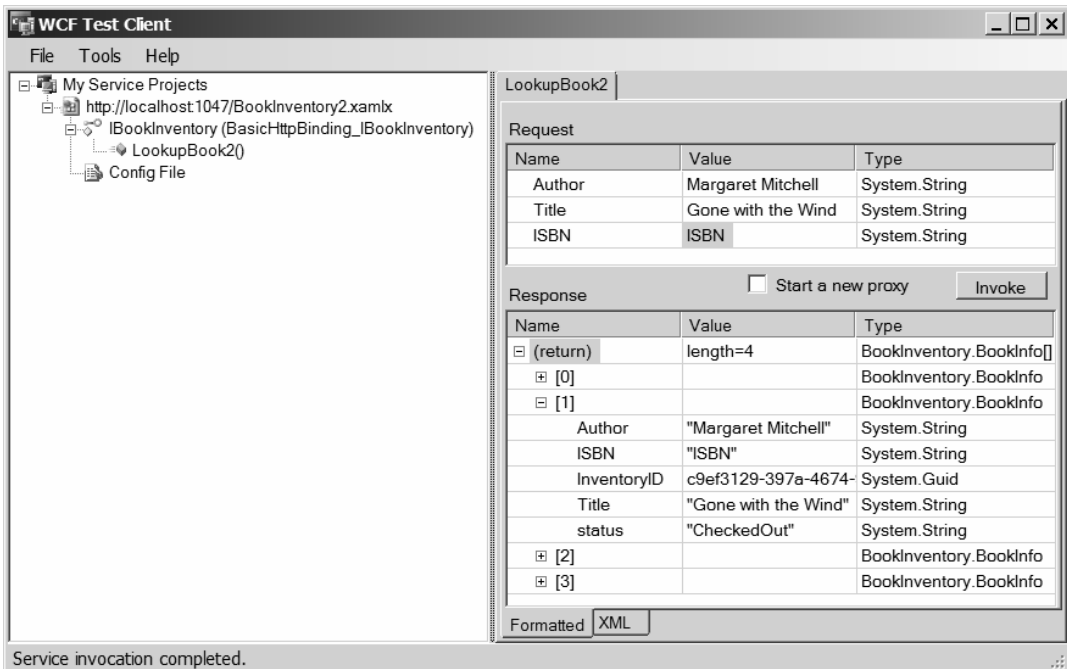 WCF Test Client
File Tools Help
My Service Projects
http://localhost:1047/BookInventory2.xamlx
IBookInventory (BasicHttpBinding_IBookInventory)
LookupBook2()
Config File
LookupBook2
Request
Name Value Type
Author Margaret Mitchell System.String
Title Gone with the Wind System.String
ISBN ISBN System.String
Start a new proxy Invoke
Response
Name Value Type
(return) length=4 BookInventory.BookInfo[]
[0] BookInventory.BookInfo
[1] BookInventory.BookInfo
Author "Margaret Mitchell" System.String
ISBN "ISBN" System.String
InventoryID c9ef3129-397a-4674- System.Guid
Title "Gone with the Wind" System.String
status "CheckedOut" System.String
[2] BookInventory.BookInfo
[3] BookInventory.BookInfo
Formatted XML
Service invocation completed.